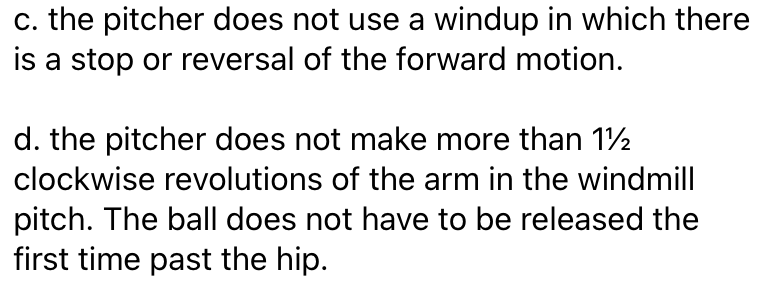 c. the pitcher does not use a windup in which there
is a stop or reversal of the forward motion.
d. the pitcher does not make more than 1½
clockwise revolutions of the arm in the windmill
pitch. The ball does not have to be released the
first time past the hip.